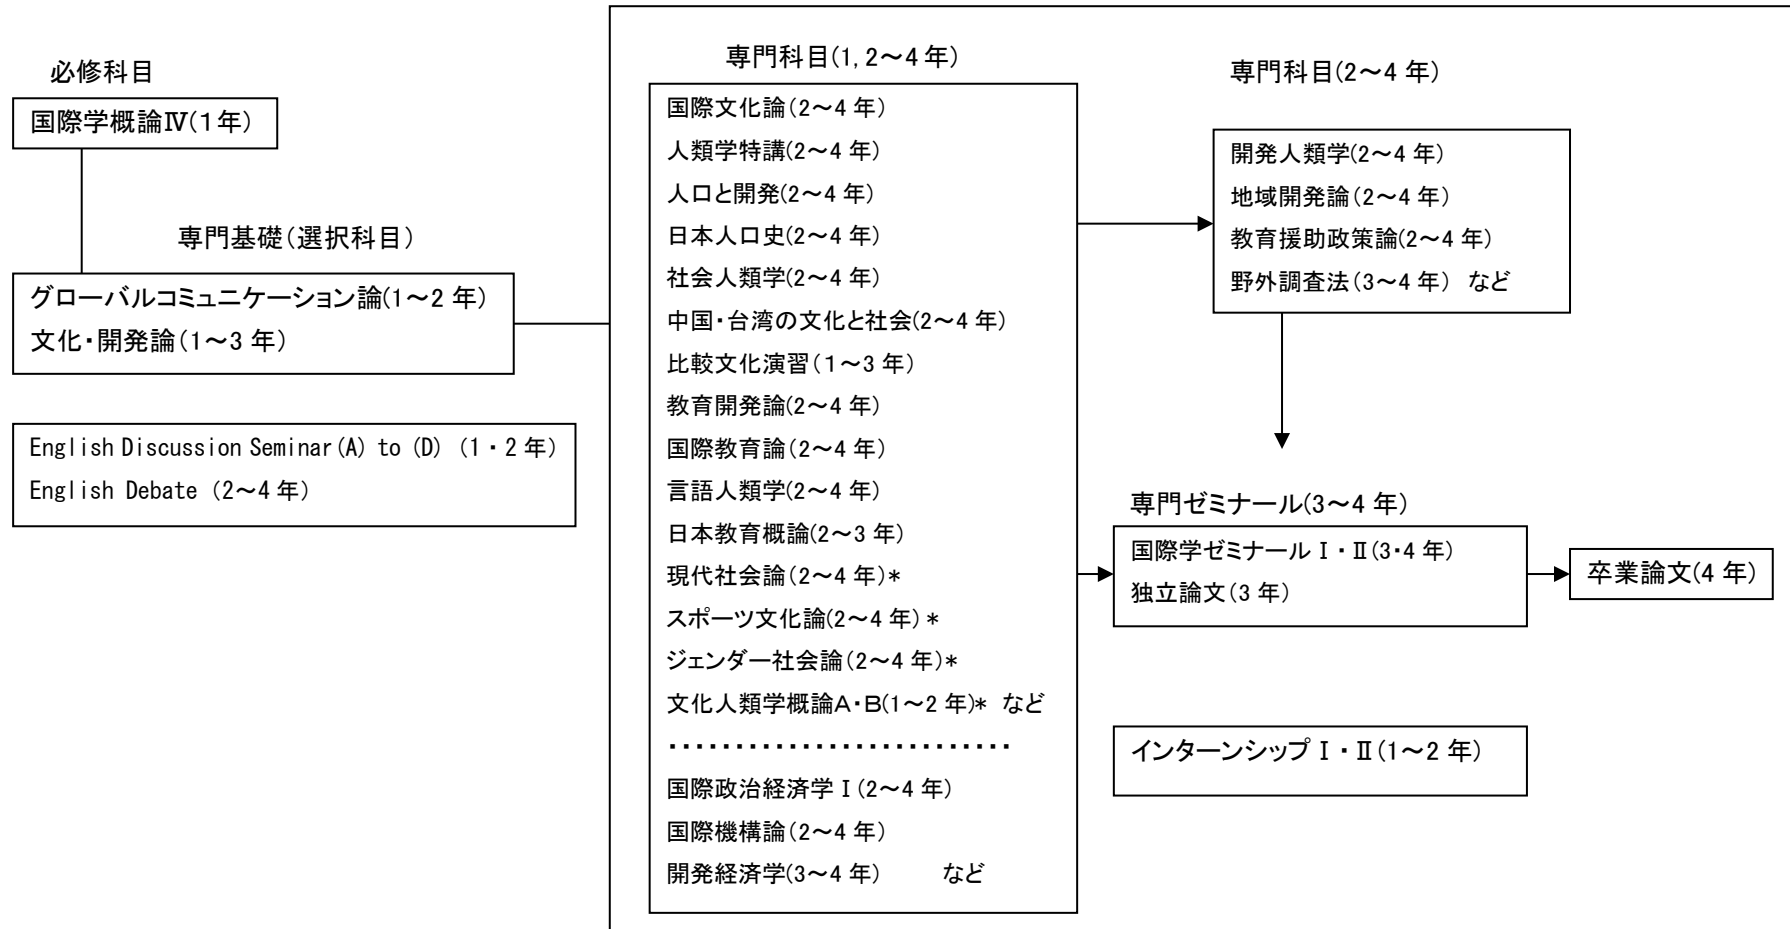 必修科目
国際学概論Ⅳ(1年)
専門基礎(選択科目)
グローバルコミュニケーション論(1~2年)
文化・開発論(1~3年)
English Discussion Seminar(A) to (D) (1・2年)
English Debate (2~4年)
専門科目(1,2~4年)
国際文化論(2~4年)
人類学特講(2~4年)
人口と開発(2~4年)
日本人口史(2~4年)
社会人類学(2~4年)
中国・台湾の文化と社会(2~4年)
比較文化演習(1~3年)
教育開発論(2~4年)
国際教育論(2~4年)
言語人類学(2~4年)
日本教育概論(2~3年)
現代社会論(2~4年)*
スポーツ文化論(2~4年)*
ジェンダー社会論(2~4年)*
文化人類学概論A・B(1~2年)* など
・・・・・・・・・・・・・・・・・・・・・・・・・・
国際政治経済学Ⅰ(2~4年)
国際機構論(2~4年)
開発経済学(3~4年) など
専門科目(2~4年)
開発人類学(2~4年)
地域開発論(2~4年)
教育援助政策論(2~4年)
野外調査法(3~4年) など
専門ゼミナール(3~4年)
国際学ゼミナールⅠ・Ⅱ(3・4年)
独立論文(3年)
卒業論文(4年)
インターンシップⅠ・Ⅱ(1~2年)